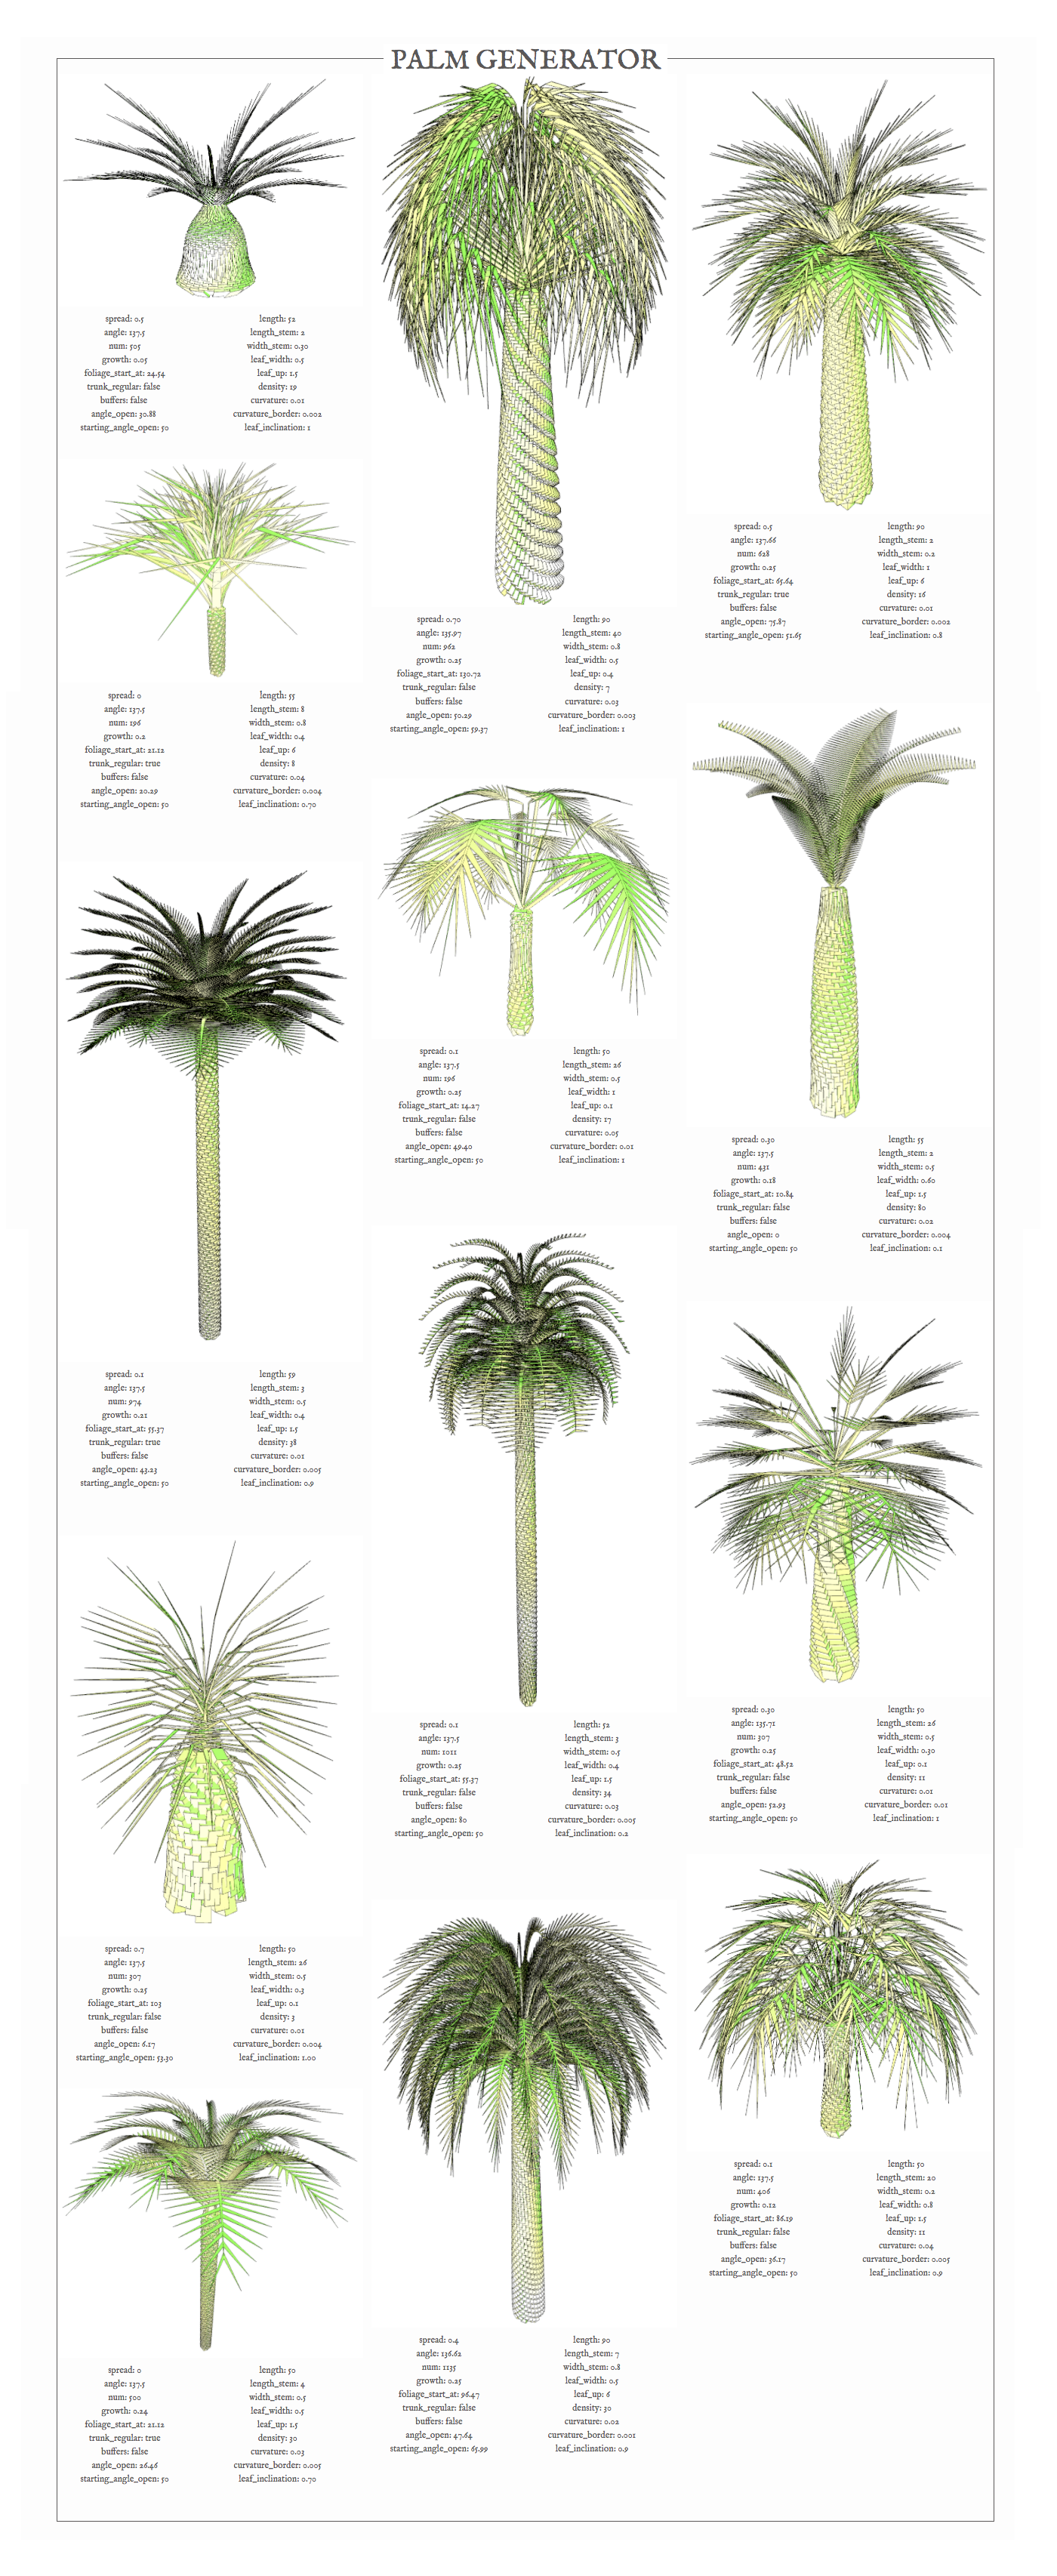 PALM GENERATOR
spread: 0.5
angle: 137.5
num: 505
growth: 0.05
foliage_start_at: 24.54
trunk_regular: false
buffers: false
angle_open: 30.88
starting_angle_open: 50
length: 52
length_stem: 2
width_stem: 0.30
leaf_width: 0.5
leaf_up: 1.5
density: 19
curvature: 0.01
curvature_border: 0.002
leaf_inclination: 1
spread: 0
angle: 137.5
num: 196
growth: 0.2
foliage_start_at: 21.12
trunk_regular: true
buffers: false
angle_open: 20.29
starting_angle_open: 50
length: 55
length_stem: 8
width_stem: 0.8
leaf_width: 0.4
leaf_up: 6
density: 8
curvature: 0.04
curvature_border: 0.004
leaf_inclination: 0.70
spread: 0.1
angle: 137.5
num: 974
growth: 0.21
foliage_start_at: 55.37
trunk_regular: true
buffers: false
angle_open: 43.23
starting_angle_open: 50
length: 59
length_stem: 3
width_stem: 0.5
leaf_width: 0.4
leaf_up: 1.5
density: 38
curvature: 0.01
curvature_border: 0.005
leaf_inclination: 0.9
spread: 0.7
angle: 137.5
num: 307
growth: 0.25
foliage_start_at: 103
trunk_regular: false
buffers: false
angle_open: 6.17
starting_angle_open: 53.30
length: 50
length_stem: 26
width_stem: 0.5
leaf_width: 0.3
leaf_up: 0.1
density: 3
curvature: 0.01
curvature_border: 0.004
leaf_inclination: 1.00
spread: 0
angle: 137.5
num: 500
growth: 0.24
foliage_start_at: 21.12
trunk_regular: true
buffers: false
angle_open: 26.46
starting_angle_open: 50
length: 50
length_stem: 4
width_stem: 0.5
leaf_width: 0.5
leaf_up: 1.5
density: 30
curvature: 0.03
curvature_border: 0.005
leaf_inclination: 0.70
spread: 0.70
angle: 135.97
num: 962
growth: 0.25
foliage_start_at: 130.72
trunk_regular: false
buffers: false
angle_open: 50.29
starting_angle_open: 59.37
length: 90
length_stem: 40
width_stem: 0.8
leaf_width: 0.5
leaf_up: 0.4
density: 7
curvature: 0.03
curvature_border: 0.003
leaf_inclination: 1
spread: 0.1
angle: 137.5
num: 196
growth: 0.25
foliage_start_at: 14.27
trunk_regular: false
buffers: false
angle_open: 49.40
starting_angle_open: 50
length: 50
length_stem: 26
width_stem: 0.5
leaf_width: 1
leaf_up: 0.1
density: 17
curvature: 0.05
curvature_border: 0.01
leaf_inclination: 1
spread: 0.1
angle: 137.5
num: 1011
growth: 0.25
foliage_start_at: 55.37
trunk_regular: false
buffers: false
angle_open: 80
starting_angle_open: 50
length: 52
length_stem: 3
width_stem: 0.5
leaf_width: 0.4
leaf_up: 1.5
density: 34
curvature: 0.03
curvature_border: 0.005
leaf_inclination: 0.2
spread: 0.4
angle: 136.62
num: 1135
growth: 0.25
foliage_start_at: 96.47
trunk_regular: false
buffers: false
angle_open: 47.64
starting_angle_open: 65.99
length: 90
length_stem: 7
width_stem: 0.8
leaf_width: 0.5
leaf_up: 6
density: 30
curvature: 0.02
curvature_border: 0.001
leaf_inclination: 0.9
spread: 0.5
angle: 137.66
num: 628
growth: 0.25
foliage_start_at: 65.64
trunk_regular: true
buffers: false
angle_open: 75.87
starting_angle_open: 51.65
length: 90
length_stem: 2
width_stem: 0.2
leaf_width: 1
leaf_up: 6
density: 16
curvature: 0.01
curvature_border: 0.002
leaf_inclination: 0.8
spread: 0.30
angle: 137.5
num: 431
growth: 0.18
foliage_start_at: 10.84
trunk_regular: false
buffers: false
angle_open: 0
starting_angle_open: 50
length: 55
length_stem: 2
width_stem: 0.5
leaf_width: 0.60
leaf_up: 1.5
density: 80
curvature: 0.02
curvature_border: 0.004
leaf_inclination: 0.1
spread: 0.30
angle: 135.71
num: 307
growth: 0.25
foliage_start_at: 48.52
trunk_regular: false
buffers: false
angle_open: 52.93
starting_angle_open: 50
length: 50
length_stem: 26
width_stem: 0.5
leaf_width: 0.30
leaf_up: 0.1
density: 11
curvature: 0.01
curvature_border: 0.01
leaf_inclination: 1
spread: 0.1
angle: 137.5
num: 406
growth: 0.12
foliage_start_at: 86.19
trunk_regular: false
buffers: false
angle_open: 36.17
starting_angle_open: 50
length: 50
length_stem: 20
width_stem: 0.2
leaf_width: 0.8
leaf_up: 1.5
density: 11
curvature: 0.04
curvature_border: 0.005
leaf_inclination: 0.9